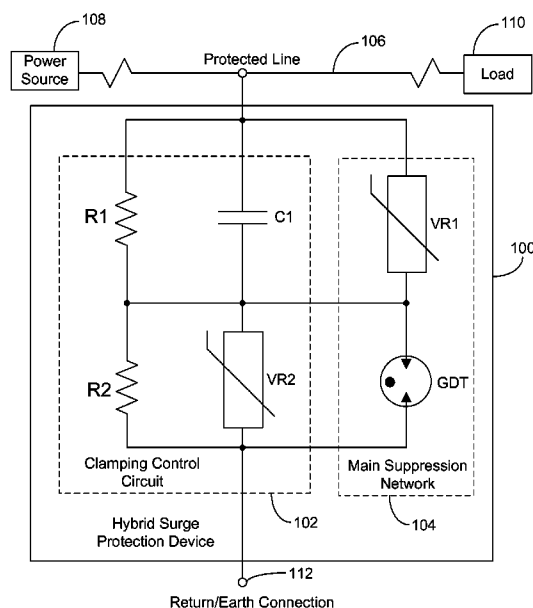 108
110
Power
Source
Protected Line
106
Load
R1
C1
VR1
100
R2
VR2
GDT
Clamping Control
Circuit
Main Suppression
Network
102
104
Hybrid Surge
Protection Device
112
Return/Earth Connection